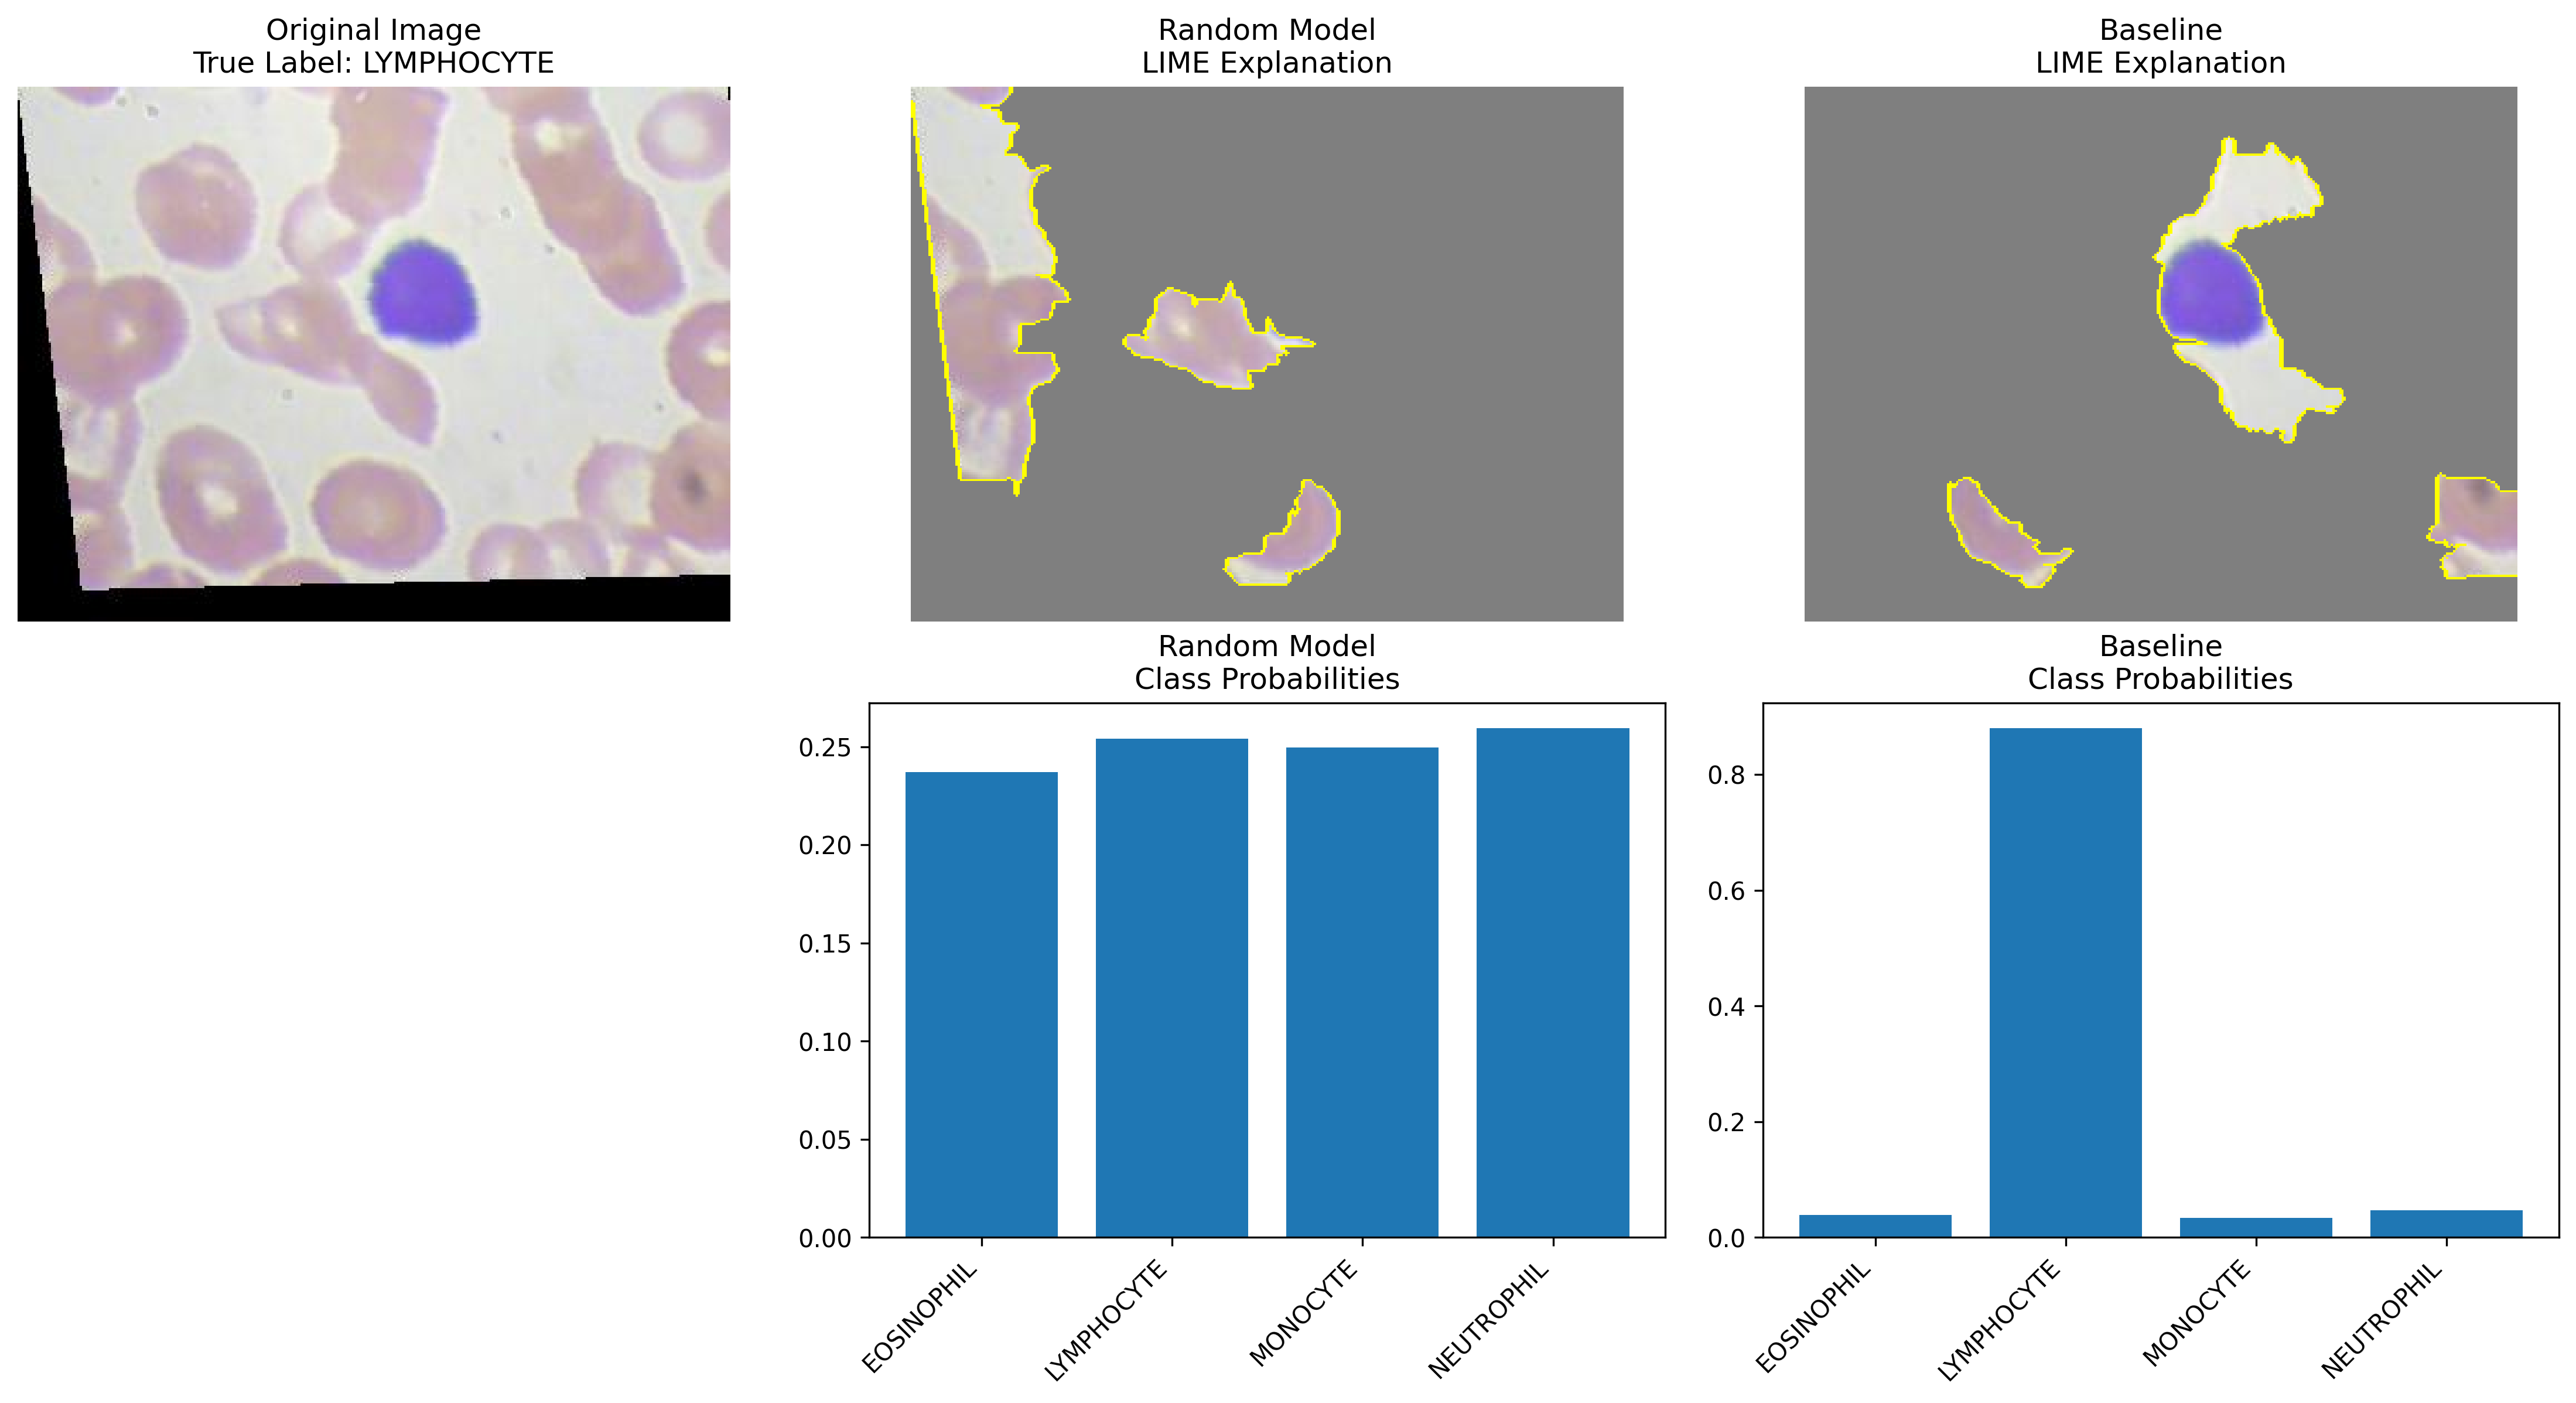 Original Image
True Label: LYMPHOCYTE
Random Model
LIME Explanation
Baseline
LIME Explanation
Random Model
Class Probabilities
0.25
0.20
0.15
0.10
0.05
0.00
EOSINOPHIL
LYMPHOCYTE
MONOCYTE
NEUTROPHIL
Baseline
Class Probabilities
0.8
0.6
0.4
0.2
0.0
EOSINOPHIL
LYMPHOCYTE
MONOCYTE
NEUTROPHIL